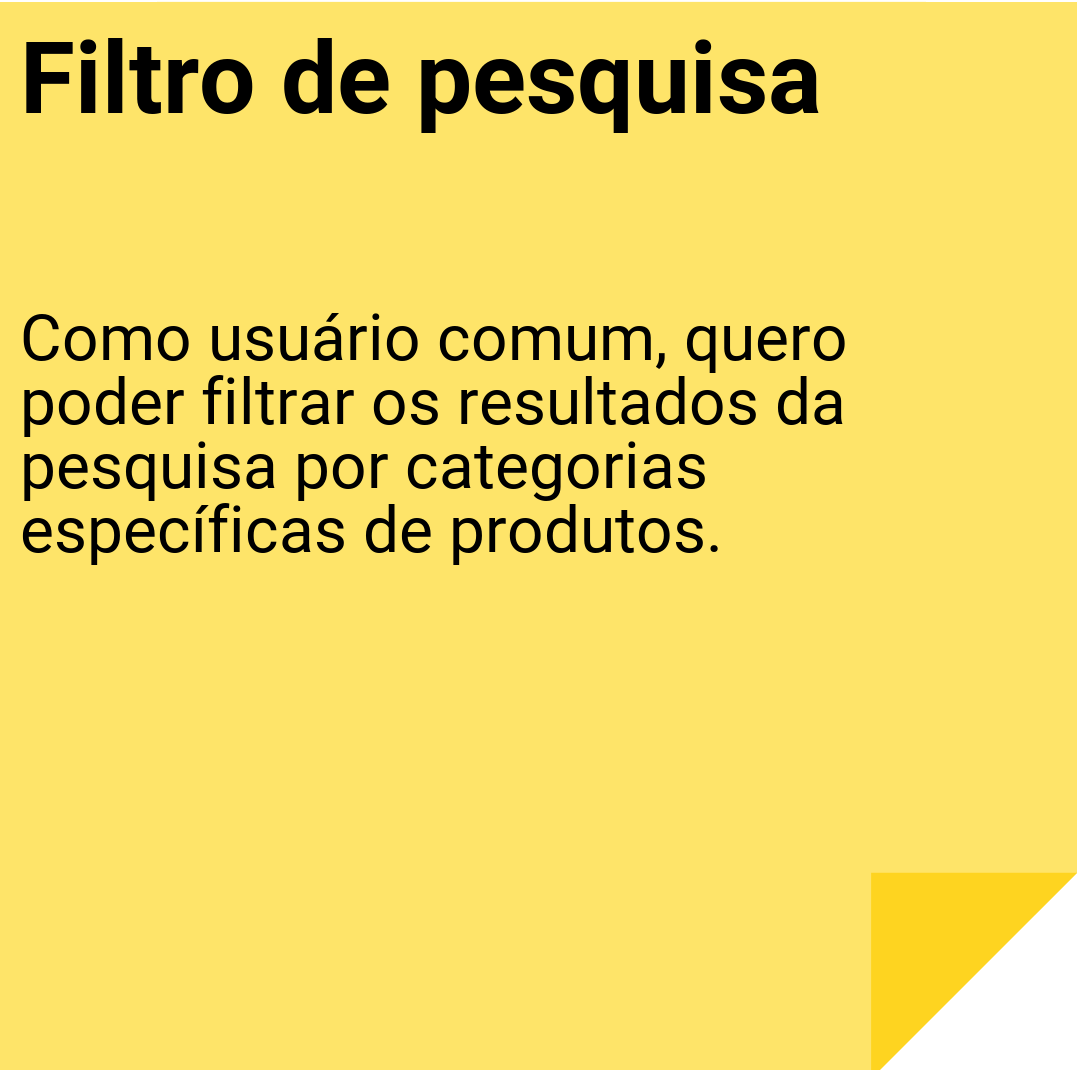 Filtro de pesquisa
Como usuário comum, quero
poder filtrar os resultados da
pesquisa por categorias
específicas de produtos.